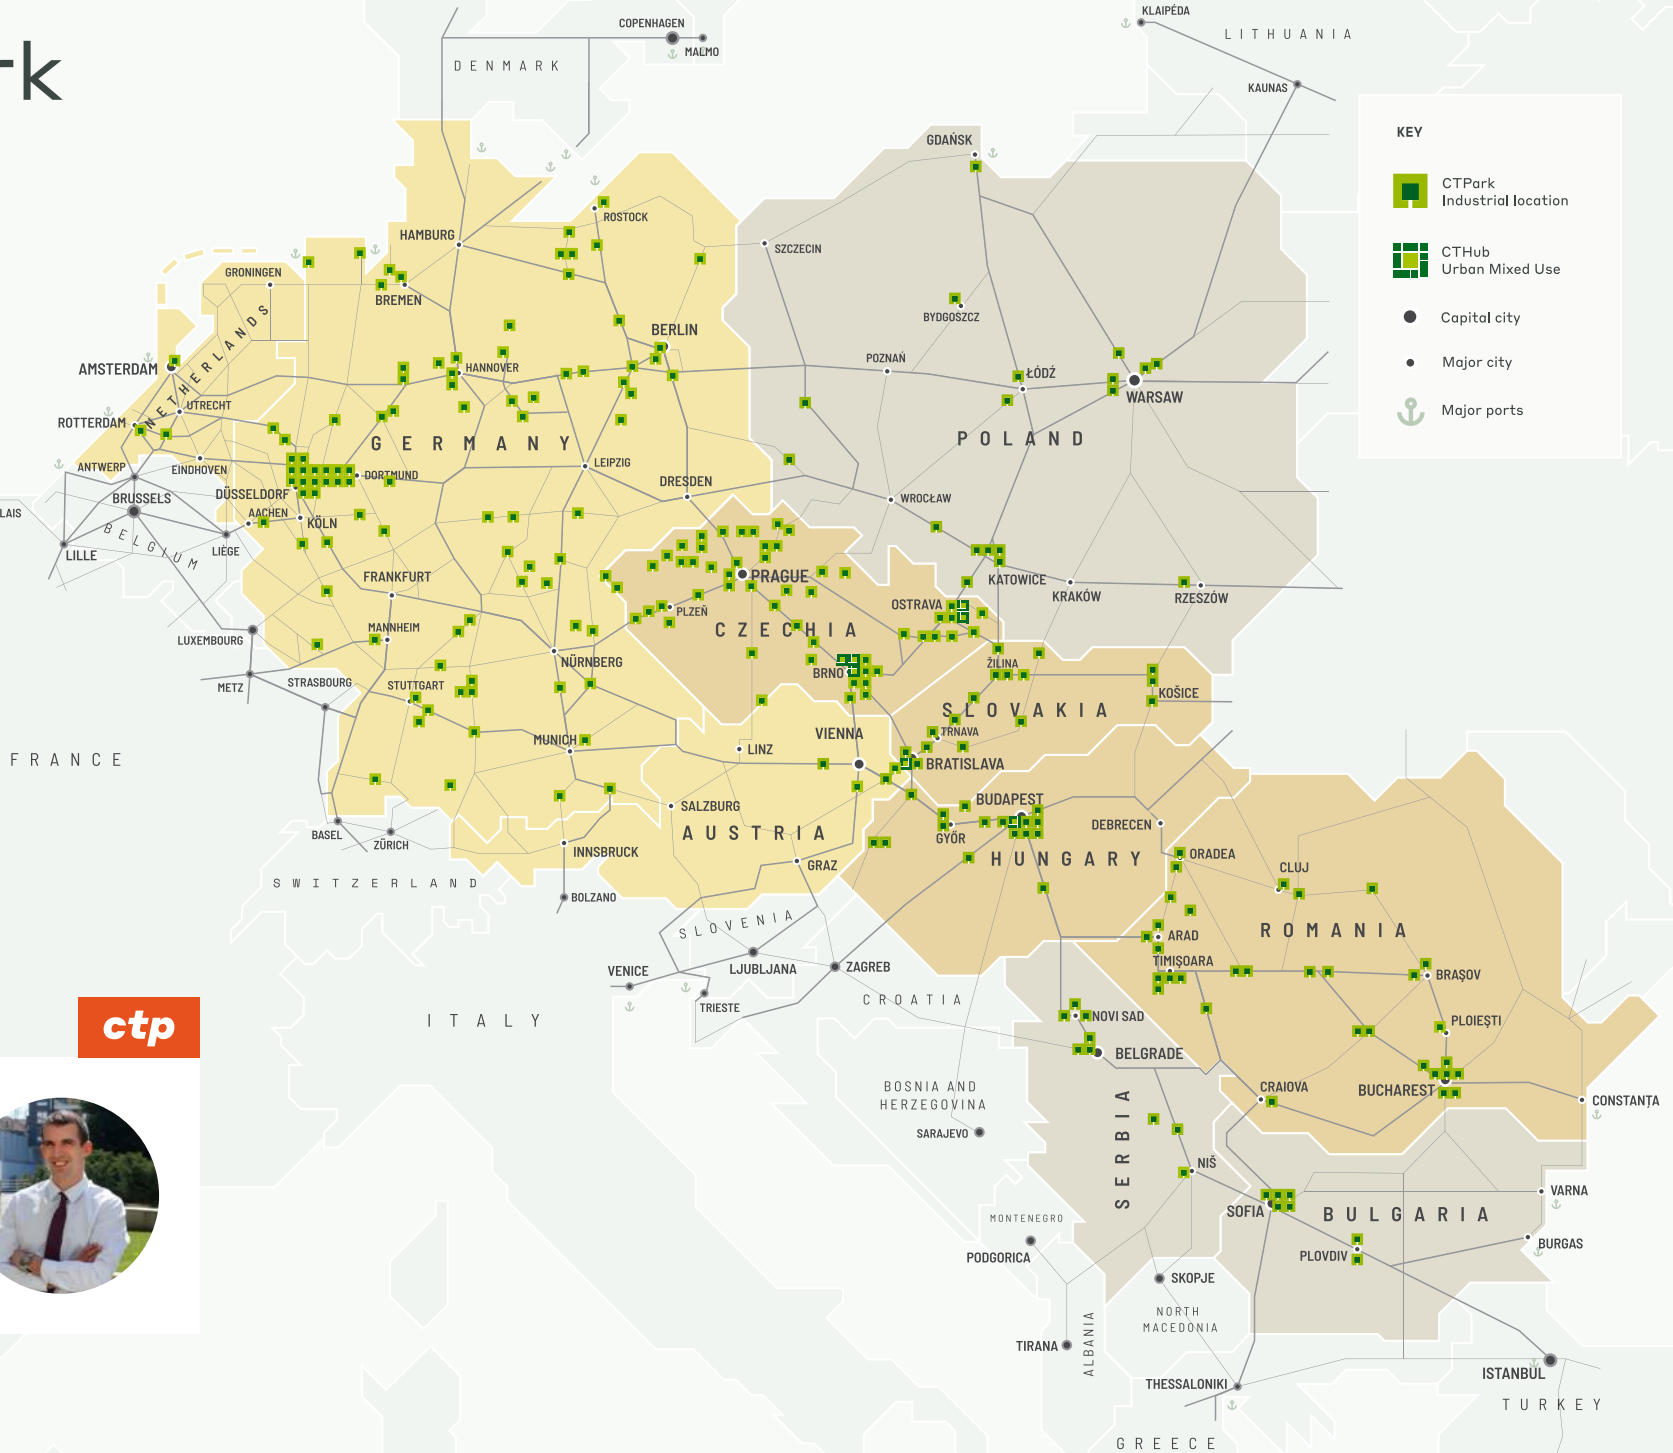 rk
KLAIPÉDA
LITHUANIA
COPENHAGEN
MALMO
DENMARK
KAUNAS
KEY
CTPark
Industrial location
CTHub
Urban Mixed Use
Capital city
Major city
Major ports
GDAŃSK
ROSTOCK
HAMBURG
SZCZECIN
GRONINGEN
BREMEN
BYDGOSZCZ
BERLIN
NETHERLANDS
AMSTERDAM
HANNOVER
POZNAŃ
ŁÓDŹ
WARSAW
UTRECHT
ROTTERDAM
GERMANY
POLAND
ANTWERP
EINDHOVEN
DORTMUND
LEIPZIG
DRESDEN
BRUSSELS
DÜSSELDORF
WROCŁAW
LAIS
AACHEN
KÖLN
BELGIUM
LILLE
LIÈGE
FRANKFURT
PRAGUE
KATOWICE
KRAKÓW
RZESZÓW
OSTRAVA
PLZEŇ
CZECHIA
LUXEMBOURG
MANNHEIM
NÜRNBERG
BRNO
ŽILINA
METZ
STRASBOURG
STUTTGART
KOŠICE
SLOVAKIA
TRNAVA
FRANCE
MUNICH
LINZ
VIENNA
BRATISLAVA
SALZBURG
BUDAPEST
AUSTRIA
GYŐR
DEBRECEN
BASEL
ZÜRICH
INNSBRUCK
HUNGARY
ORADEA
GRAZ
CLUJ
SWITZERLAND
BOLZANO
SLOVENIA
ROMANIA
ARAD
VENICE
LJUBLJANA
ZAGREB
TIMIȘOARA
BRAȘOV
TRIESTE
CROATIA
NOVI SAD
PLOIEȘTI
ctp
ITALY
BELGRADE
BOSNIA AND
HERZEGOVINA
CRAIOVA
BUCHAREST
CONSTANȚA
SARAJEVO
SERBIA
NIŠ
VARNA
SOFIA
BULGARIA
MONTENEGRO
PODGORICA
PLOVDIV
BURGAS
SKOPJE
NORTH
MACEDONIA
TIRANA
ALBANIA
ISTANBUL
THESSALONIKI
TURKEY
GREECE